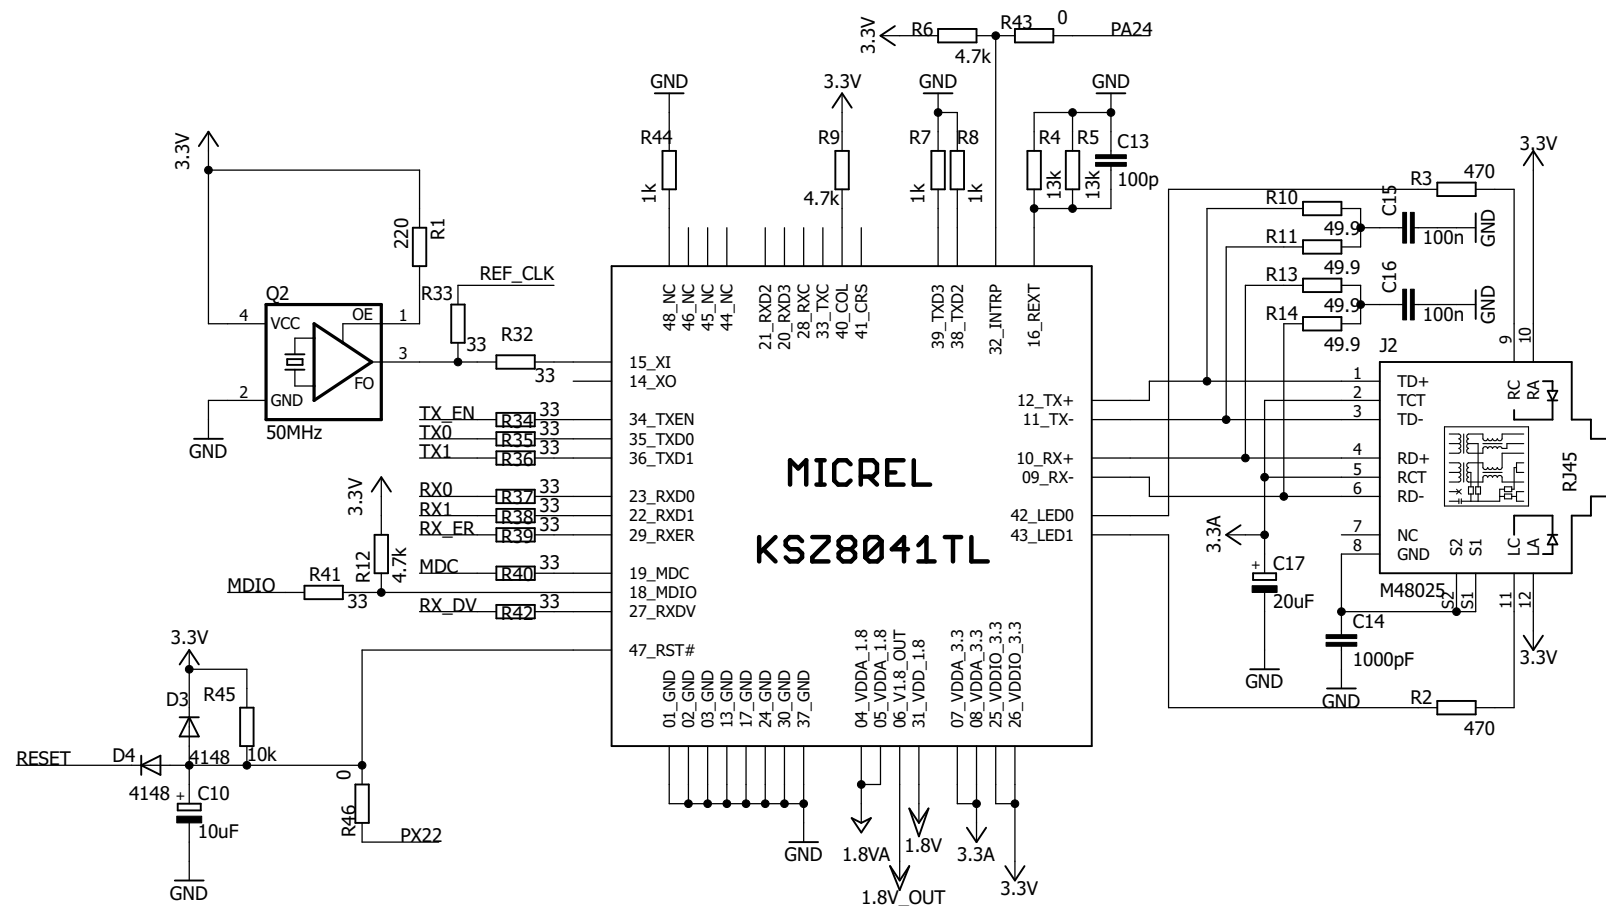 3.3V
R6
4.7k
R43
0
PA24
GND
R44
1k
3.3V
R9
4.7k
GND
R7
1k
R8
1k
GND
R4
13k
R5
13k
C13
100p
3.3V
220
R1
REF_CLK
R33
33
R32
33
Q2
4
VCC
OE
1
3
FO
2
GND
50MHz
GND
48_NC
46_NC
45_NC
44_NC
21_RXD2
20_RXD3
28_RXC
33_TXC
40_COL
41_CRS
39_TXD3
38_TXD2
32_INTRP
16_REXT
15_XI
14_XO
TX_EN
R34
33
34_TXEN
TX0
R35
33
35_TXD0
TX1
R36
33
36_TXD1
RX0
R37
33
23_RXD0
RX1
R38
33
22_RXD1
RX_ER
R39
33
29_RXER
3.3V
R12
4.7k
MDC
R40
33
19_MDC
MDIO
R41
33
18_MDIO
RX_DV
R42
33
27_RXDV
47_RST#
MICREL
KSZ8041TL
12_TX+
11_TX-
10_RX+
09_RX-
42_LED0
43_LED1
01_GND
02_GND
03_GND
13_GND
17_GND
24_GND
30_GND
37_GND
04_VDDA_1.8
05_VDDA_1.8
06_V1.8_OUT
31_VDD_1.8
07_VDDA_3.3
08_VDDA_3.3
25_VDDIO_3.3
26_VDDIO_3.3
3.3V
D3
4148
R45
10k
RESET
D4
4148
+
C10
10uF
GND
0
R46
PX22
GND
1.8VA
1.8V_OUT
1.8V
3.3A
3.3V
3.3V
R3
470
R10
49.9
R11
49.9
C15
100n
GND
R13
49.9
R14
49.9
C16
100n
GND
J2
9
10
1
TD+
2
TCT
3
TD-
4
RD+
5
RCT
6
RD-
7
NC
8
GND
RC
RA
S2
S1
LC
LA
RJ45
M48025
S2
S1
11
12
3.3A
+
C17
20uF
GND
C14
1000pF
GND
3.3V
R2
470